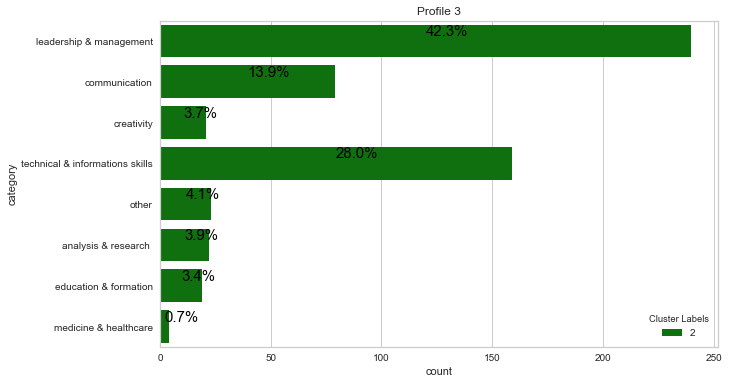 Profile 3
category
leadership & management
42.3%
communication
13.9%
creativity
3.7%
technical & informations skills
28.0%
other
4.1%
analysis & research
3.9%
education & formation
3.4%
medicine & healthcare
0.7%
Cluster Labels
2
0 50 100 150 200 250
count